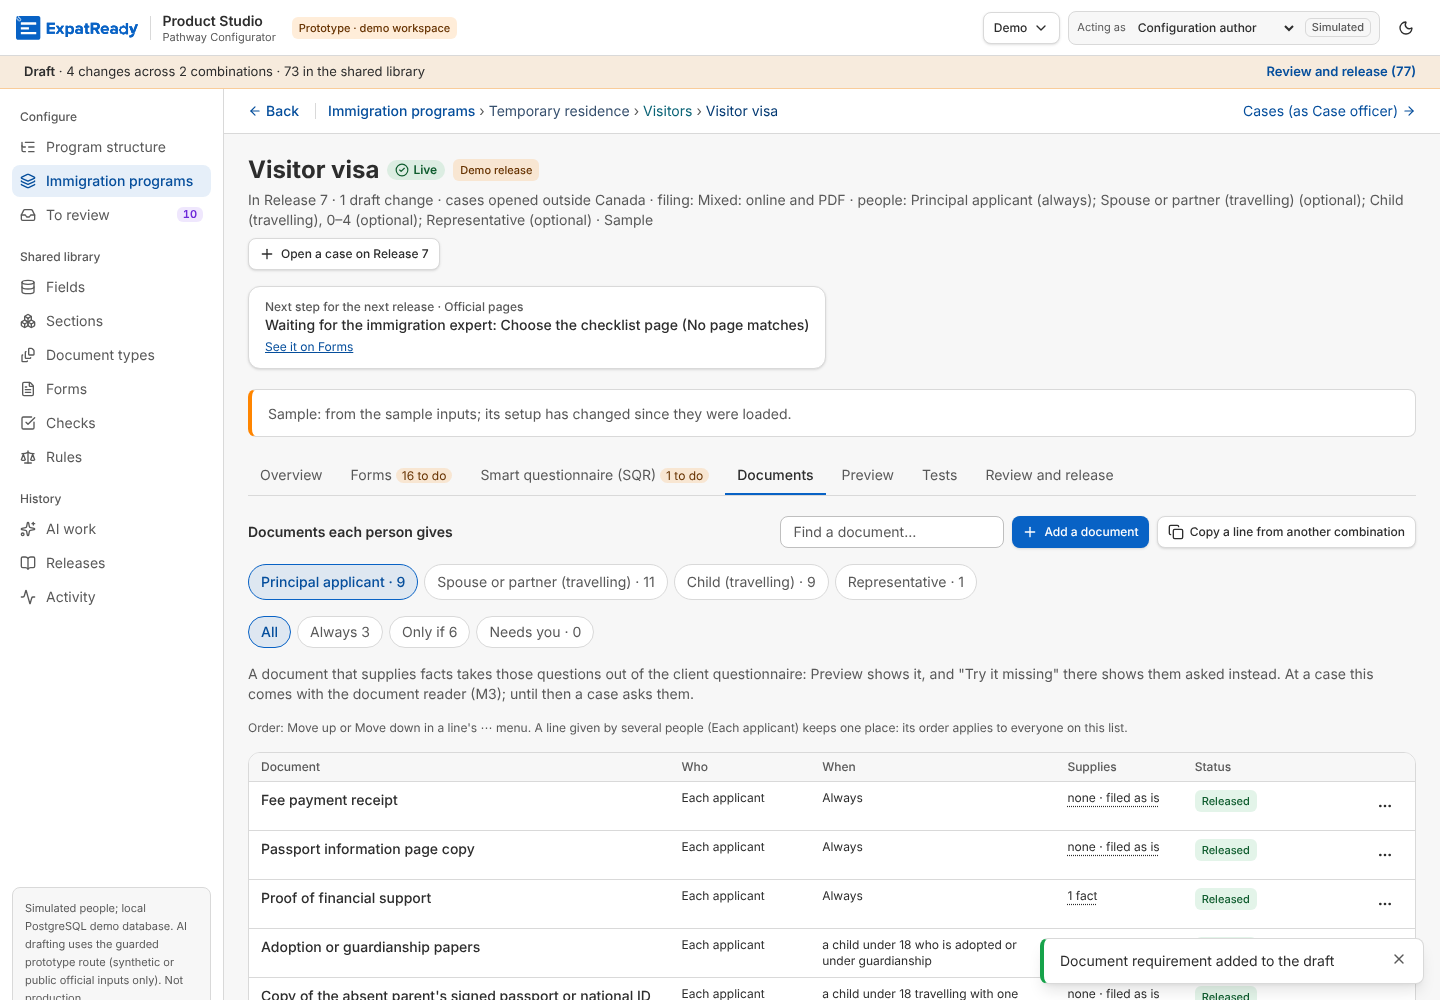 ExpatReady
Product Studio
Pathway Configurator
Prototype · demo workspace
Demo
Acting as Configuration author Simulated
Draft · 4 changes across 2 combinations · 73 in the shared library
Review and release (77)
Configure
Program structure
Immigration programs
To review 10
Shared library
Fields
Sections
Document types
Forms
Checks
Rules
History
AI work
Releases
Activity
Simulated people; local
PostgreSQL demo database. AI
drafting uses the guarded
prototype route (synthetic or
public official inputs only). Not
production.
← Back
Immigration programs › Temporary residence › Visitors › Visitor visa
Cases (as Case officer) →
Visitor visa
Live
Demo release
In Release 7 · 1 draft change · cases opened outside Canada · filing: Mixed: online and PDF · people: Principal applicant (always); Spouse or partner (travelling) (optional); Child
(travelling), 0–4 (optional); Representative (optional) · Sample
+ Open a case on Release 7
Next step for the next release · Official pages
Waiting for the immigration expert: Choose the checklist page (No page matches)
See it on Forms
Sample: from the sample inputs; its setup has changed since they were loaded.
Overview
Forms 16 to do
Smart questionnaire (SQR) 1 to do
Documents
Preview
Tests
Review and release
Documents each person gives
Find a document...
+ Add a document
Copy a line from another combination
Principal applicant · 9
Spouse or partner (travelling) · 11
Child (travelling) · 9
Representative · 1
All
Always 3
Only if 6
Needs you · 0
A document that supplies facts takes those questions out of the client questionnaire: Preview shows it, and "Try it missing" there shows them asked instead. At a case this
comes with the document reader (M3); until then a case asks them.
Order: Move up or Move down in a line's ··· menu. A line given by several people (Each applicant) keeps one place: its order applies to everyone on this list.
Document Who When Supplies Status
Fee payment receipt Each applicant Always none · filed as is Released
Passport information page copy Each applicant Always none · filed as is Released
Proof of financial support Each applicant Always 1 fact Released
Adoption or guardianship papers Each applicant a child under 18 who is adopted or
under guardianship
Copy of the absent parent's signed passport or national ID Each applicant a child under 18 travelling with one none · filed as is Released
Document requirement added to the draft